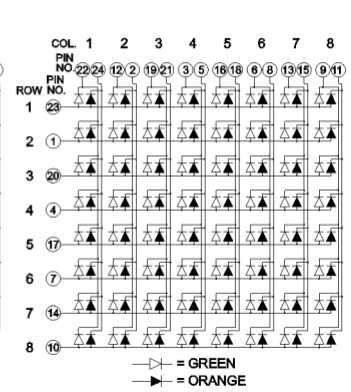 COL. 1 2 3 4 5 6 7 8
PIN NO. 22 24 12 2 19 21 3 5 16 18 6 8 13 15 9 11
ROW PIN NO.
1 23
2 1
3 20
4 4
5 17
6 7
7 14
8 10
= GREEN
= ORANGE